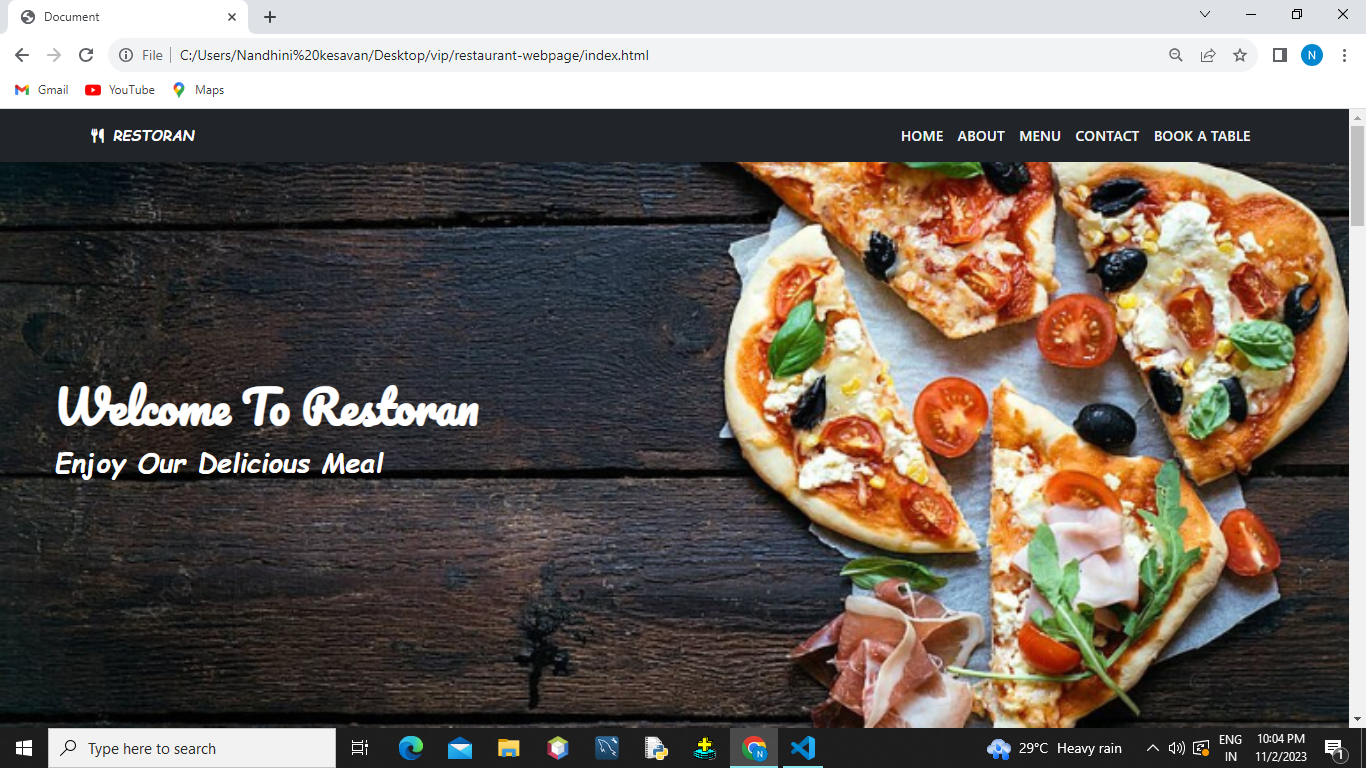 Document
File C:/Users/Nandhini%20kesavan/Desktop/vip/restaurant-webpage/index.html N
Gmail YouTube Maps
RESTORAN HOME ABOUT MENU CONTACT BOOK A TABLE
Welcome To Restoran
Enjoy Our Delicious Meal
Type here to search N 29°C Heavy rain ENG 10:04 PM
IN 11/2/2023 1